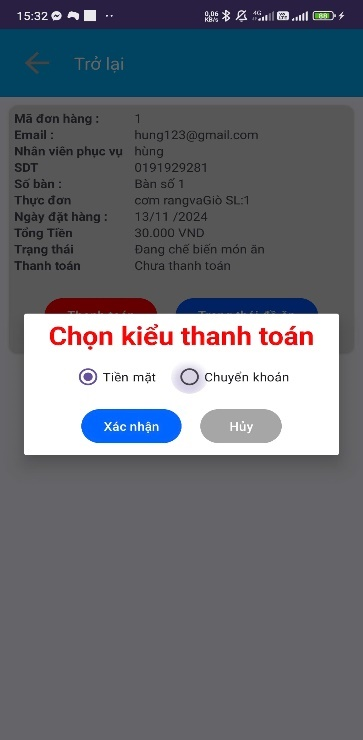 15:32
0,06
KB/s
4G
88
Trở lại
Mã đơn hàng : 1
Email : hung123@gmail.com
Nhân viên phục vụ hùng
SDT 0191929281
Số bàn : Bàn số 1
Thực đơn cơm rangvaGiò SL:1
Ngày đặt hàng : 13/11 /2024
Tổng Tiền 30.000 VND
Trạng thái Đang chế biến món ăn
Thanh toán Chưa thanh toán
Chọn kiểu thanh toán
Tiền mặt Chuyển khoản
Xác nhận Hủy